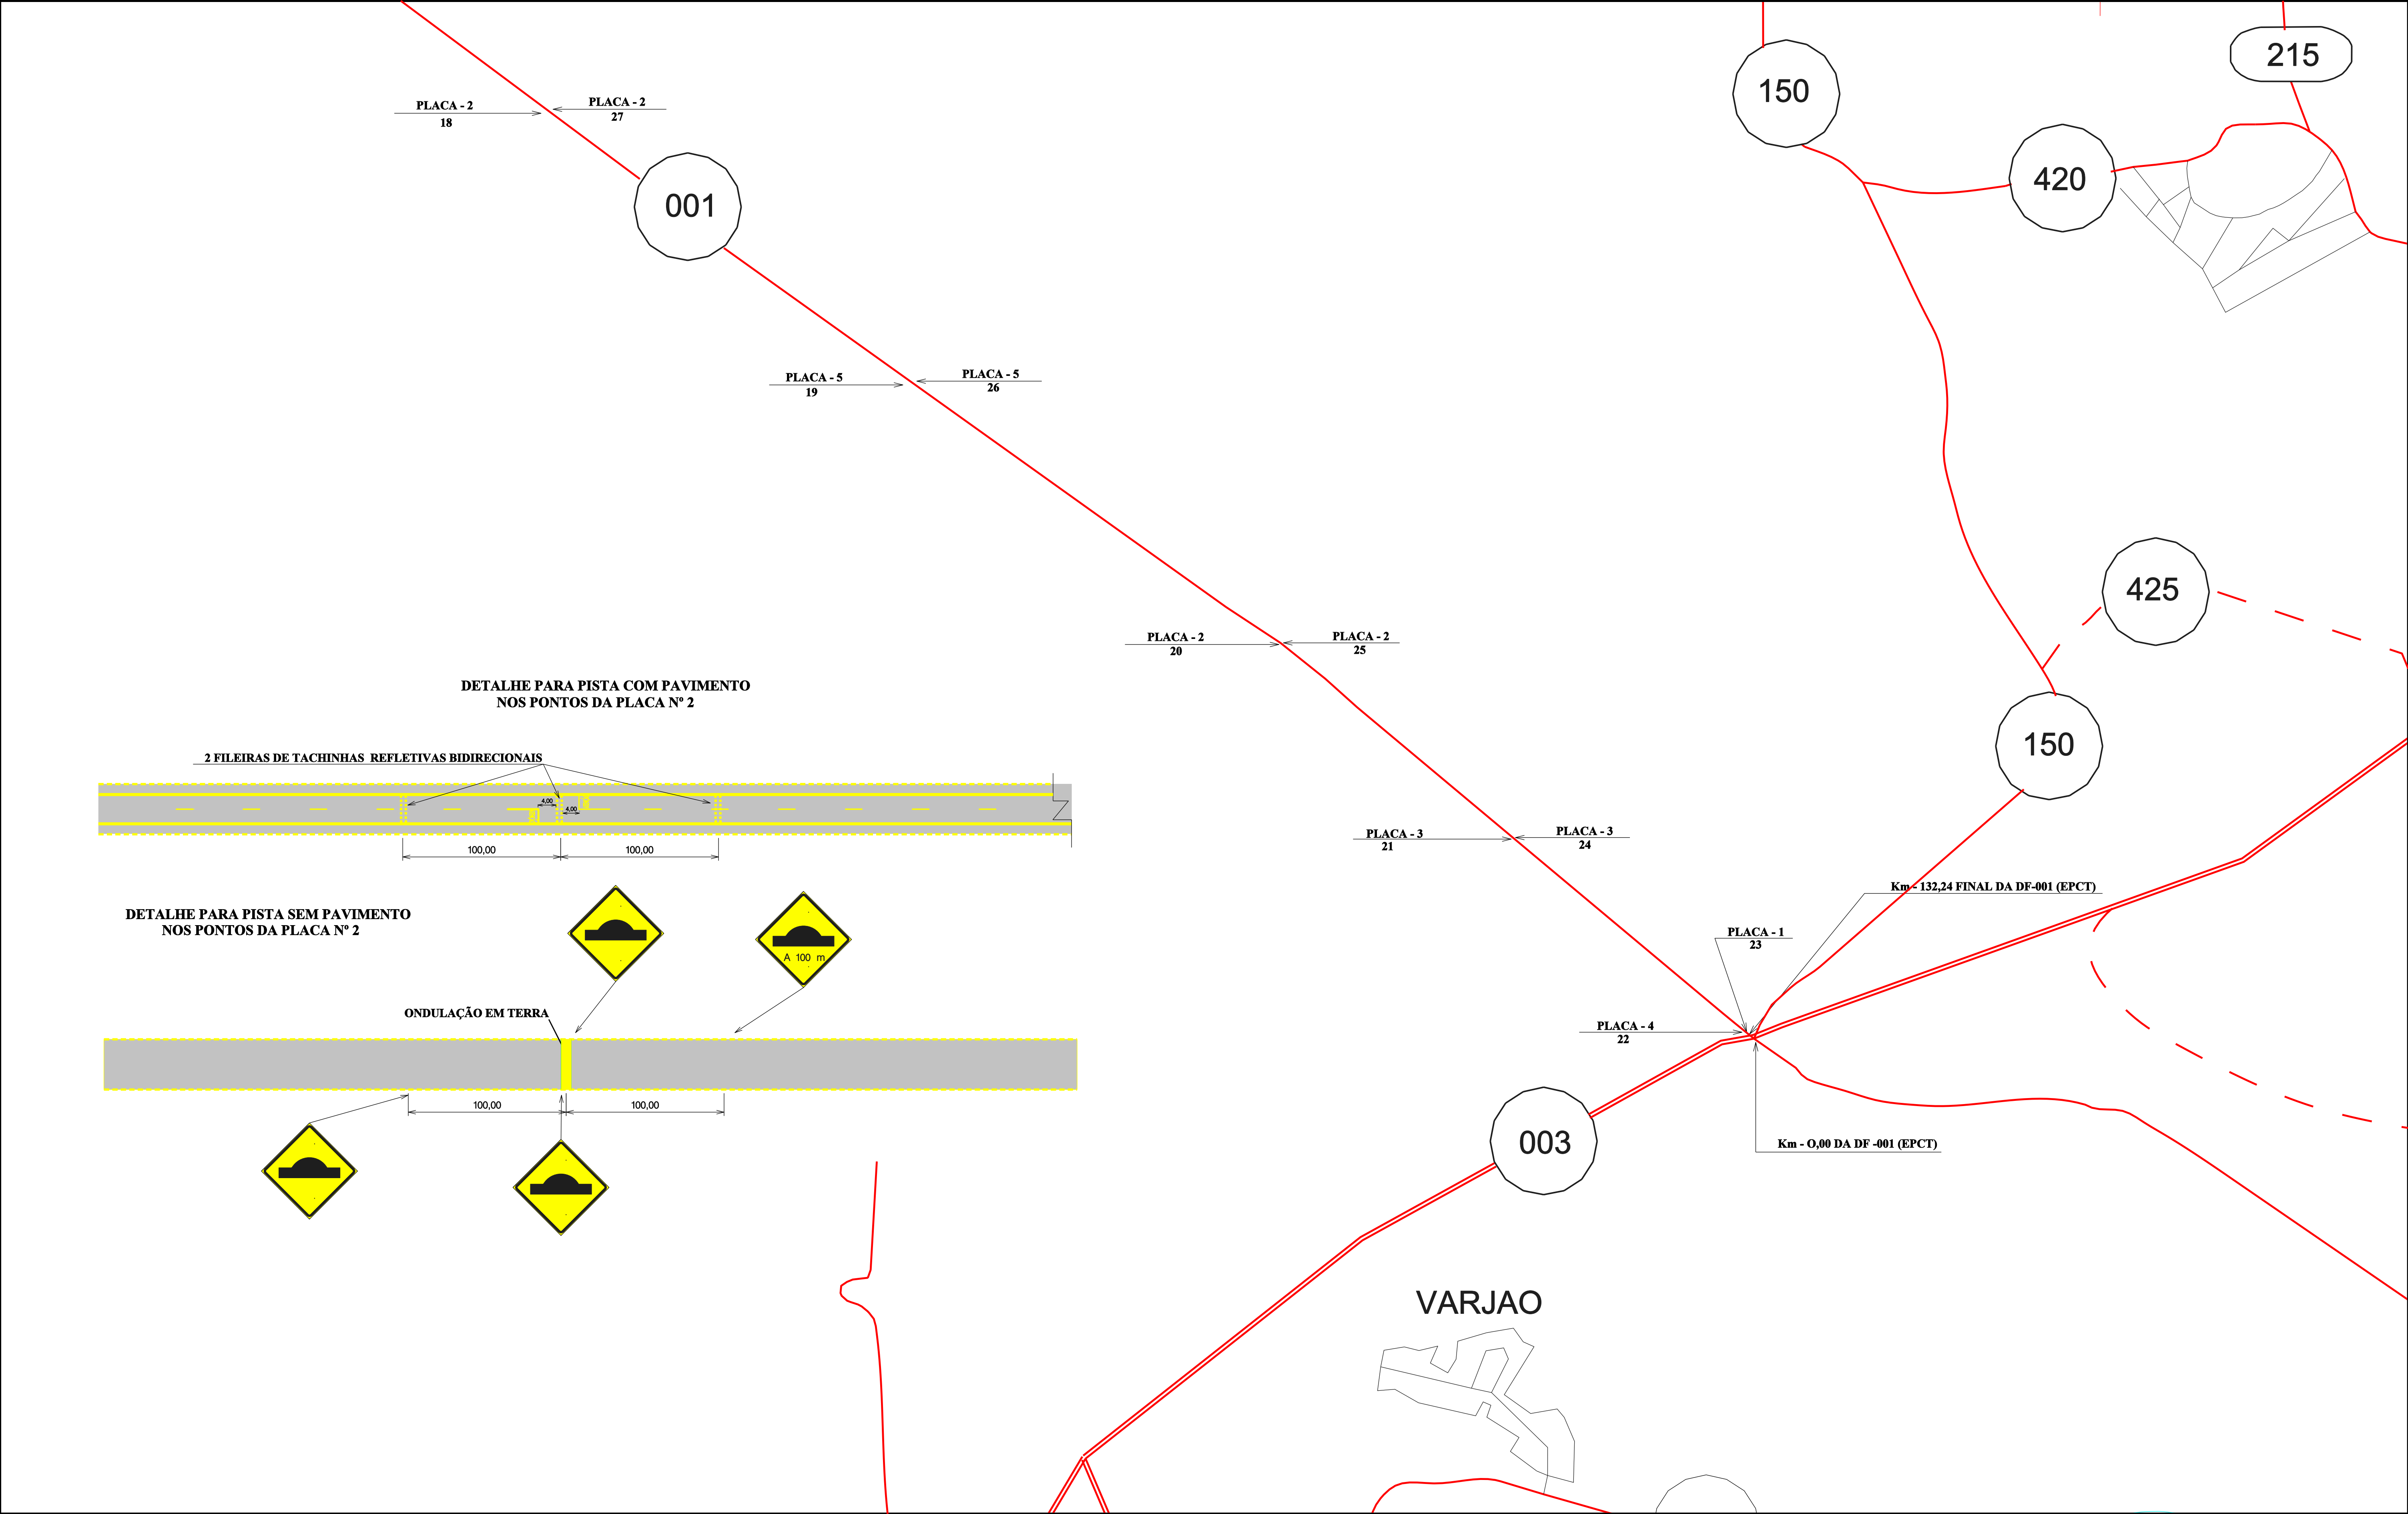 215
150
PLACA - 2
18
PLACA - 2
27
420
001
PLACA - 5
19
PLACA - 5
26
425
PLACA - 2
20
PLACA - 2
25
DETALHE PARA PISTA COM PAVIMENTO
NOS PONTOS DA PLACA Nº 2
150
2 FILEIRAS DE TACHINHAS REFLETIVAS BIDIRECIONAIS
4,00
4,00
100,00
100,00
PLACA - 3
21
PLACA - 3
24
Km - 132,24 FINAL DA DF-001 (EPCT)
DETALHE PARA PISTA SEM PAVIMENTO
NOS PONTOS DA PLACA Nº 2
A 100 m
PLACA - 1
23
ONDULAÇÃO EM TERRA
PLACA - 4
22
100,00
100,00
003
Km - O,00 DA DF -001 (EPCT)
VARJAO